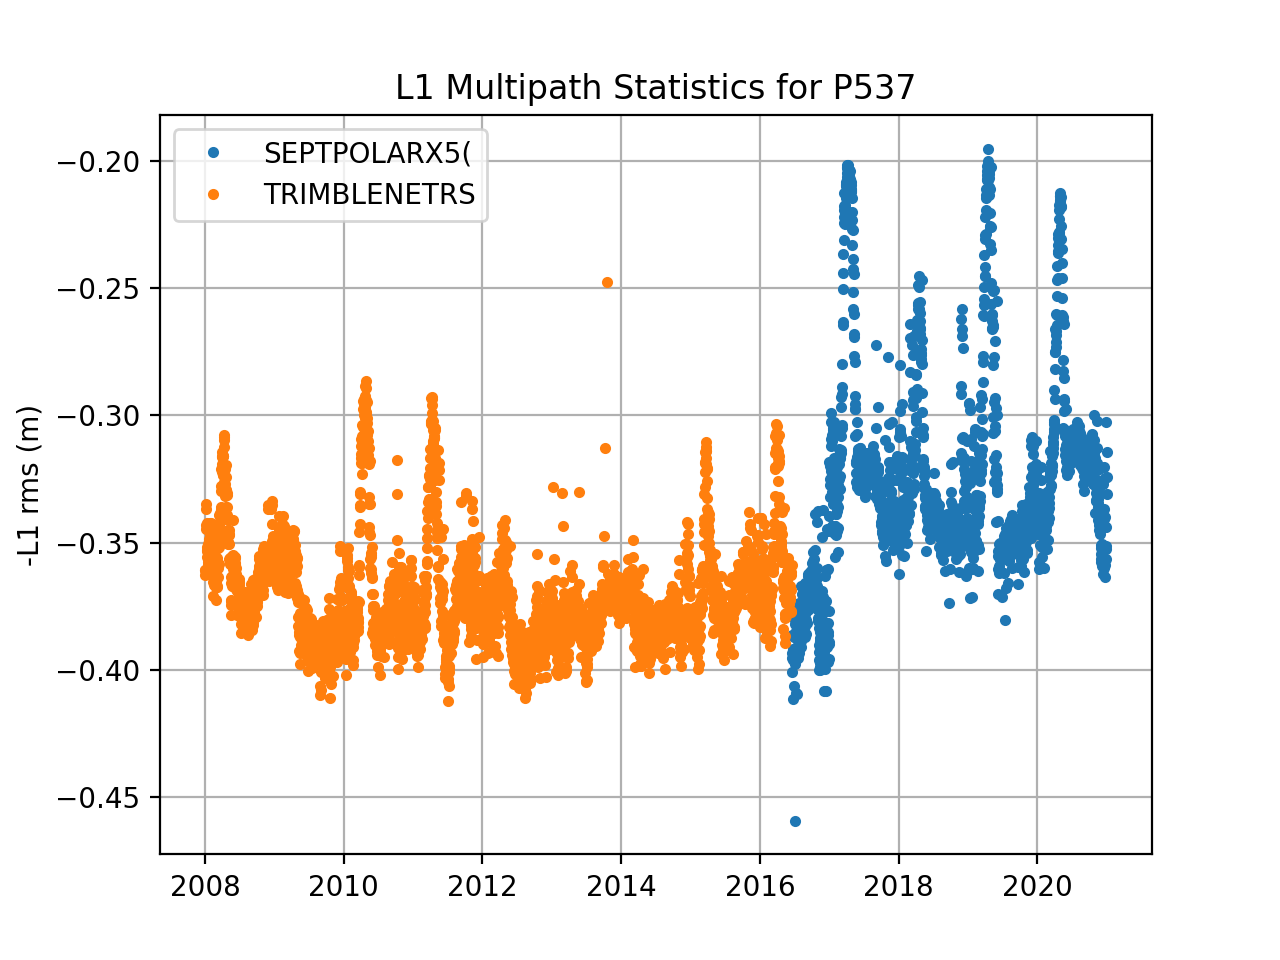 L1 Multipath Statistics for P537
SEPTPOLARX5(
TRIMBLENETRS
−0.20
−0.25
−0.30
−0.35
−0.40
−0.45
-L1 rms (m)
2008 2010 2012 2014 2016 2018 2020